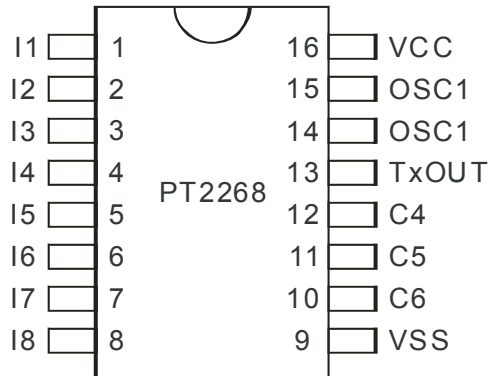 I1 1 16 VCC
I2 2 15 OSC1
I3 3 14 OSC1
I4 4 13 TxOUT
PT2268
I5 5 12 C4
I6 6 11 C5
I7 7 10 C6
I8 8 9 VSS